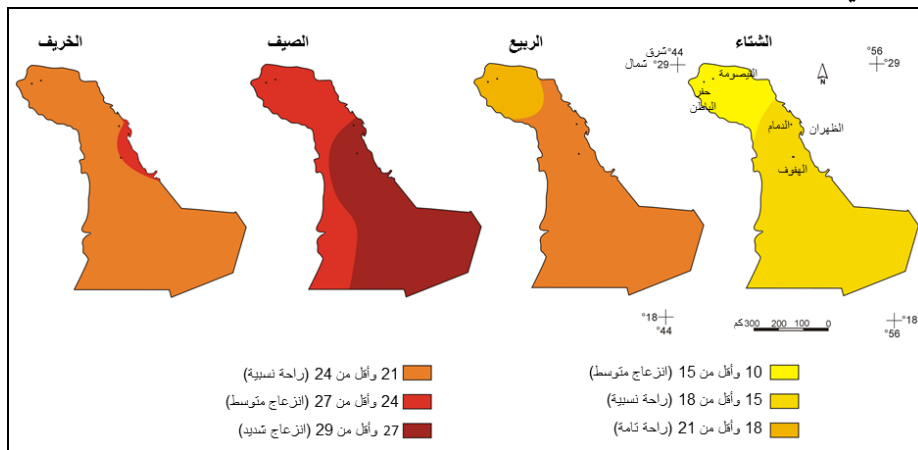 الشتاء
الربيع
الصيف
الخريف
°44 شرق
°29 شمال
°56
°29
N
القيصومة
حفر
الباطن
الدمام
الظهران
الهفوف
°18
°44
°18
°56
300 200 100 0 كم
10 وأقل من 15 (انزعاج متوسط)
15 وأقل من 18 (راحة نسبية)
18 وأقل من 21 (راحة تامة)
21 وأقل من 24 (راحة نسبية)
24 وأقل من 27 (انزعاج متوسط)
27 وأقل من 29 (انزعاج شديد)